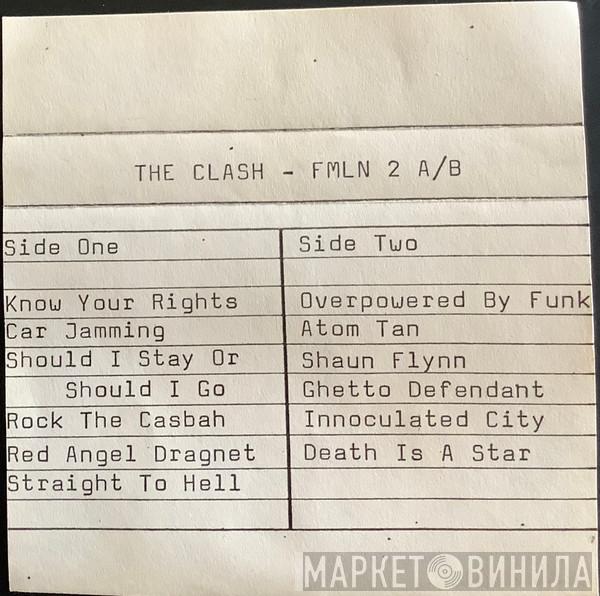 THE CLASH - FMLN 2 A/B
Side One
Know Your Rights
Car Jamming
Should I Stay Or
Should I Go
Rock The Casbah
Red Angel Dragnet
Straight To Hell
Side Two
Overpowered By Funk
Atom Tan
Shaun Flynn
Ghetto Defendant
Innoculated City
Death Is A Star
МАРКЕТ ВИНИЛА